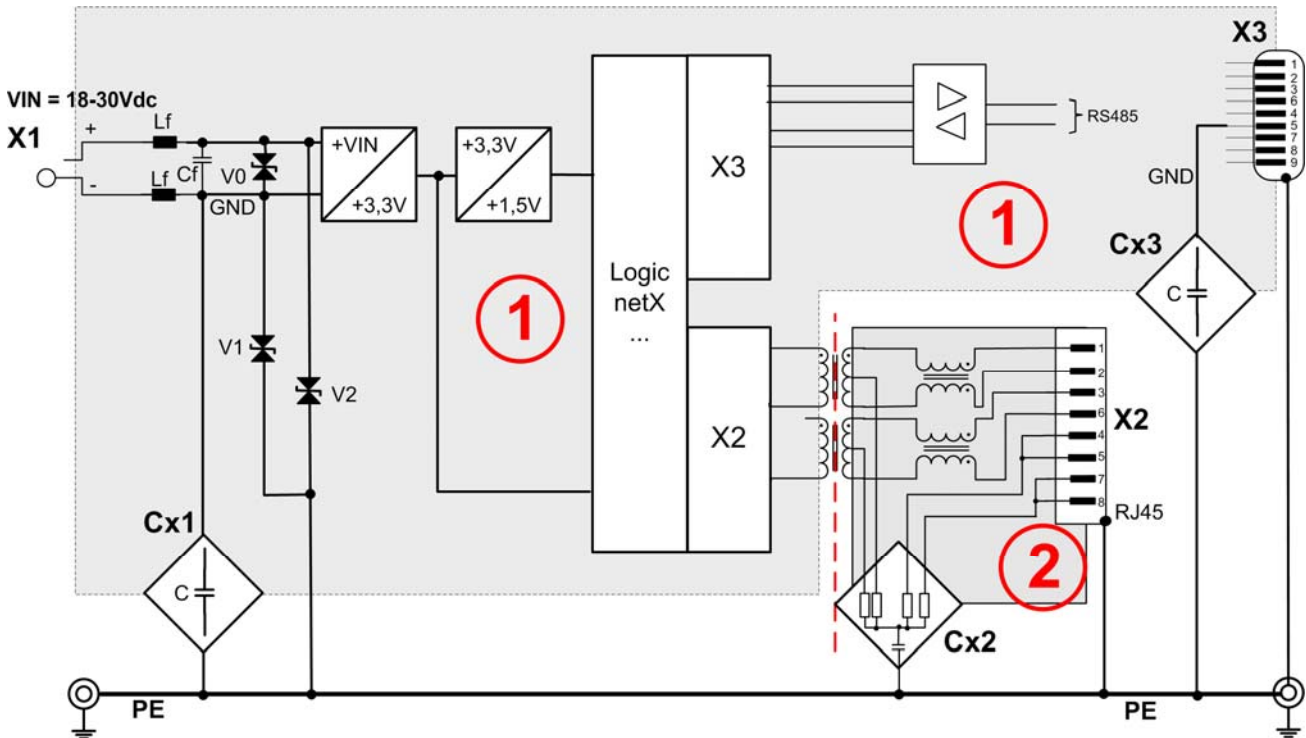 X3
1
2
3
6
4
5
7
8
9
VIN = 18-30Vdc
X1
+
-
Lf
Lf
Cf
V0
GND
+VIN
+3,3V
+3,3V
+1,5V
Logic
netX
...
X3
RS485
1
1
GND
Cx3
C
V1
V2
X2
1
2
3
6
4
5
7
8
X2
RJ45
2
Cx1
C
Cx2
PE
PE